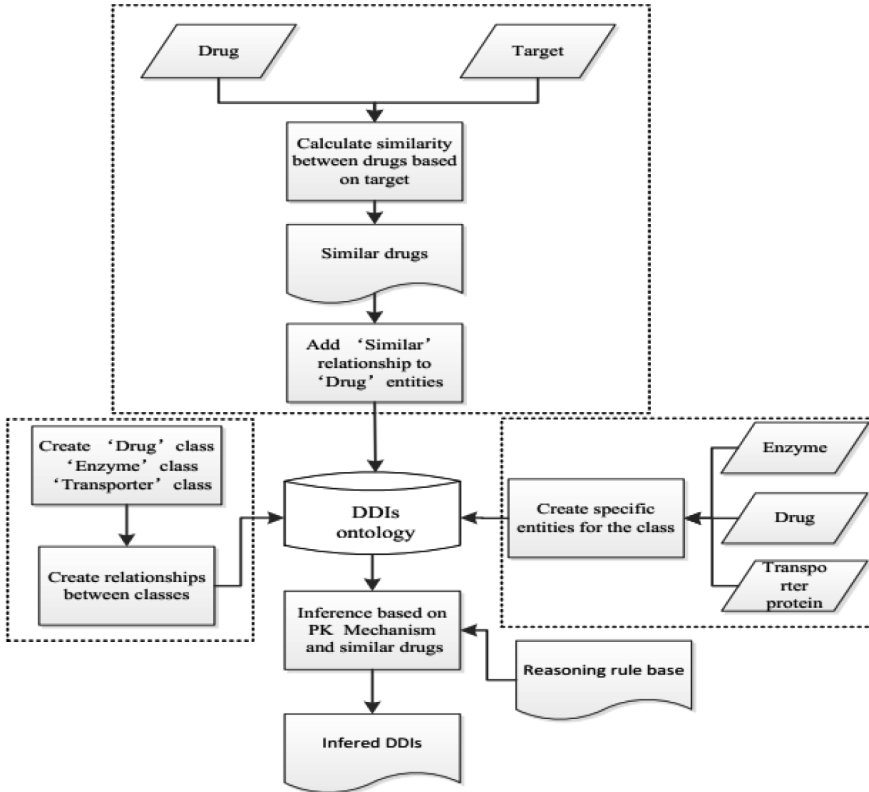 Drug
Target
Calculate similarity
between drugs based
on target
Similar drugs
Add ‘Similar’
relationship to
‘Drug’ entities
Create ‘Drug’ class
‘Enzyme’ class
‘Transporter’ class
Create relationships
between classes
DDIs
ontology
Create specific
entities for the class
Enzyme
Drug
Transpo
rter
protein
Inference based on
PK Mechanism
and similar drugs
Reasoning rule base
Infered DDIs